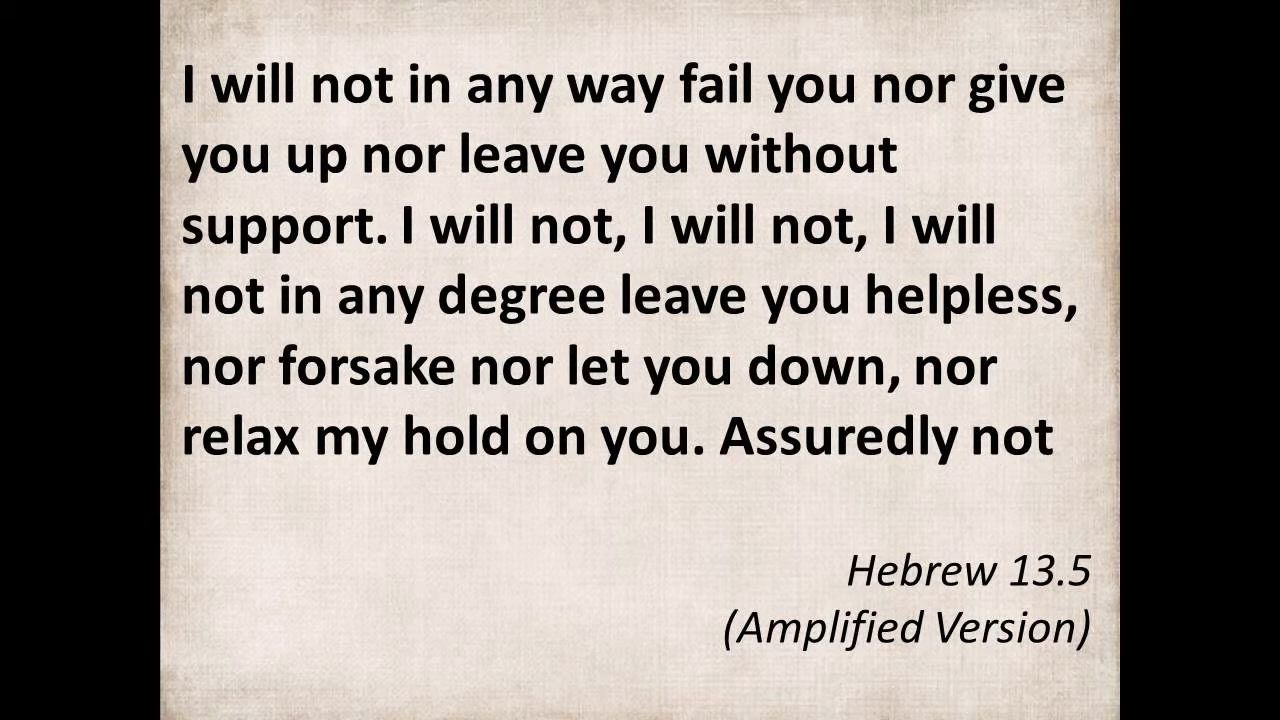 I will not in any way fail you nor give
you up nor leave you without
support. I will not, I will not, I will
not in any degree leave you helpless,
nor forsake nor let you down, nor
relax my hold on you. Assuredly not
Hebrew 13.5
(Amplified Version)